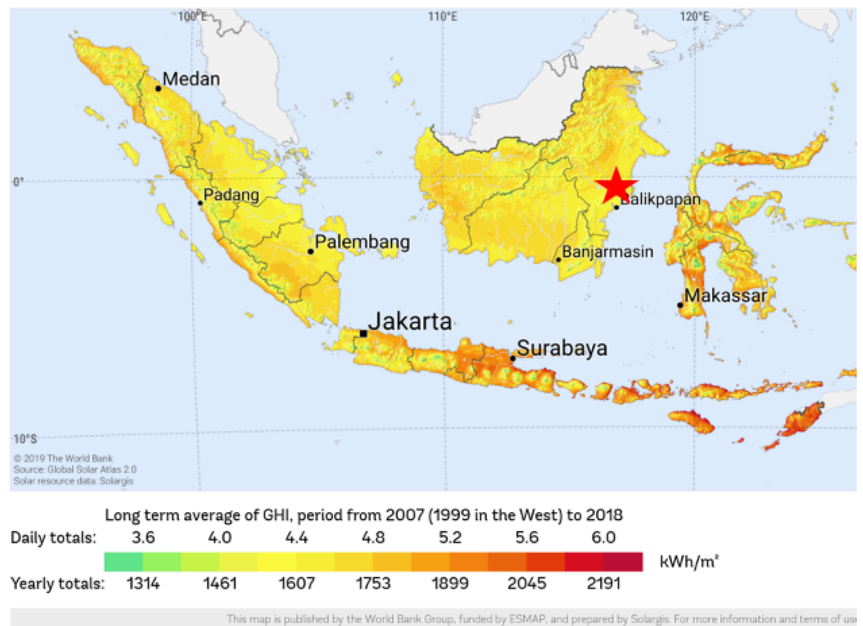 100°E 110°E 120°E
Medan
0°
Padang
Balikpapan
Palembang
Banjarmasin
Makassar
Jakarta
Surabaya
10°S
© 2019 The World Bank
Source: Global Solar Atlas 2.0
Solar resource data: Solargis
Long term average of GHI, period from 2007 (1999 in the West) to 2018
Daily totals: 3.6 4.0 4.4 4.8 5.2 5.6 6.0
kWh/m²
Yearly totals: 1314 1461 1607 1753 1899 2045 2191
This map is published by the World Bank Group, funded by ESMAP, and prepared by Solargis. For more information and terms of use